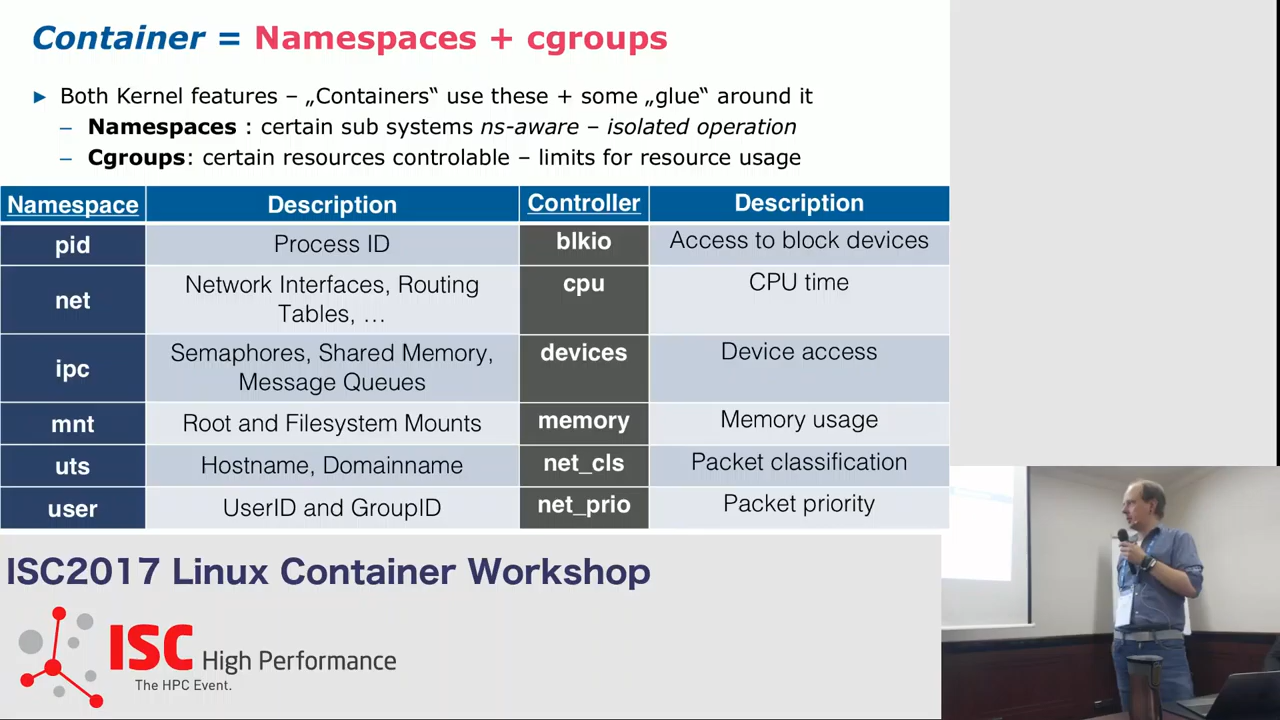 Container = Namespaces + cgroups
► Both Kernel features – „Containers“ use these + some „glue“ around it
– Namespaces : certain sub systems ns-aware – isolated operation
– Cgroups: certain resources controlable – limits for resource usage
Namespace Description Controller Description
pid Process ID blkio Access to block devices
net Network Interfaces, Routing Tables, … cpu CPU time
ipc Semaphores, Shared Memory, Message Queues devices Device access
mnt Root and Filesystem Mounts memory Memory usage
uts Hostname, Domainname net_cls Packet classification
user UserID and GroupID net_prio Packet priority
ISC2017 Linux Container Workshop
ISC High Performance
The HPC Event.